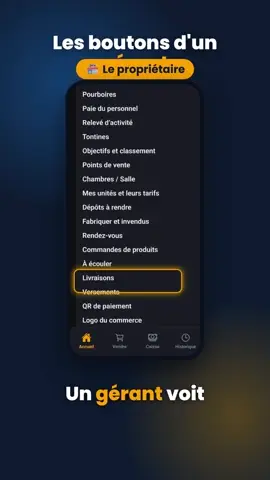 Les boutons d'un
🏪 Le propriétaire
Pourboires
Paie du personnel
Relevé d'activité
Tontines
Objectifs et classement
Points de vente
Chambres / Salle
Mes unités et leurs tarifs
Dépôts à rendre
Fabriquer et invendus
Rendez-vous
Commandes de produits
À écouler
Livraisons
Versements
QR de paiement
Logo du commerce
Accueil Vendre Caisse Historique
Un gérant voit